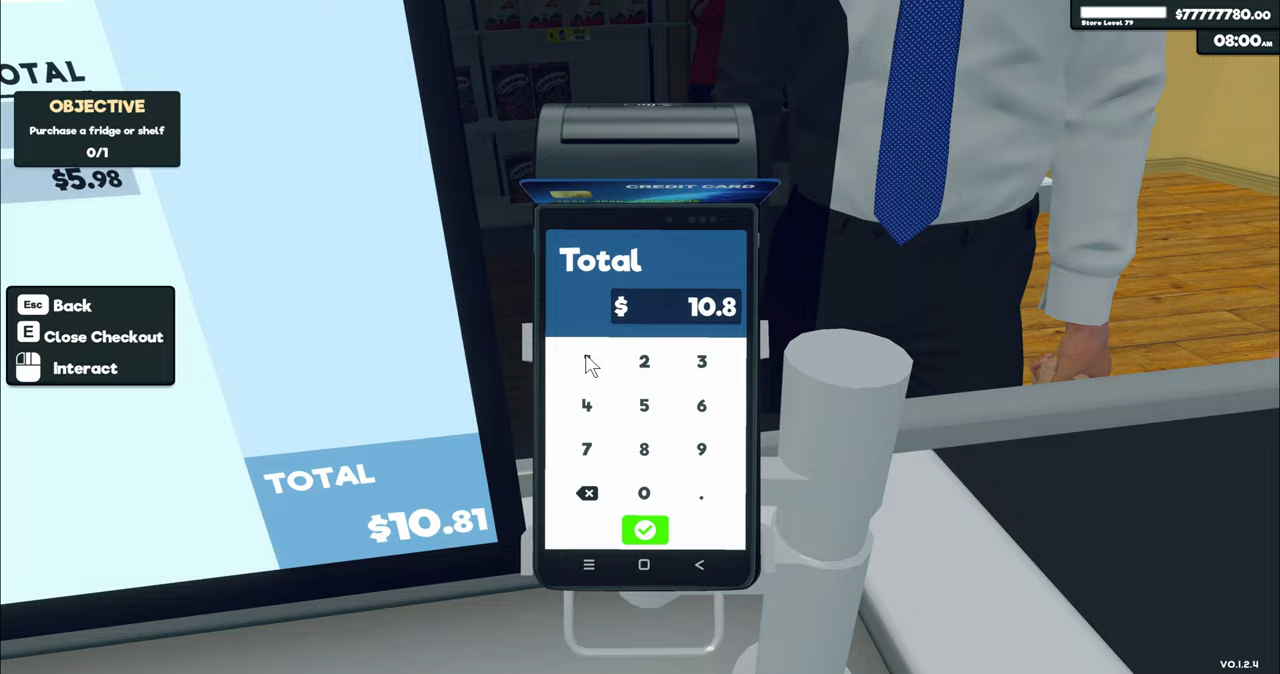 $77777780.00
Store Level 79
08:00AM
OTAL
OBJECTIVE
Purchase a fridge or shelf
0/1
$5.98
Esc Back
E Close Checkout
Interact
TOTAL
$10.81
CREDIT CARD
Total
$ 10.8
2 3
4 5 6
7 8 9
0 .
V0.1.2.4